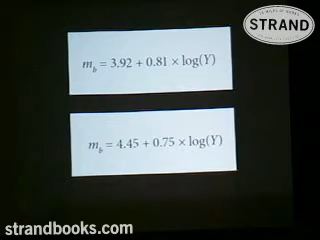 STRAND
m_b = 3.92 + 0.81 × log(Y)
m_b = 4.45 + 0.75 × log(Y)
strandbooks.com